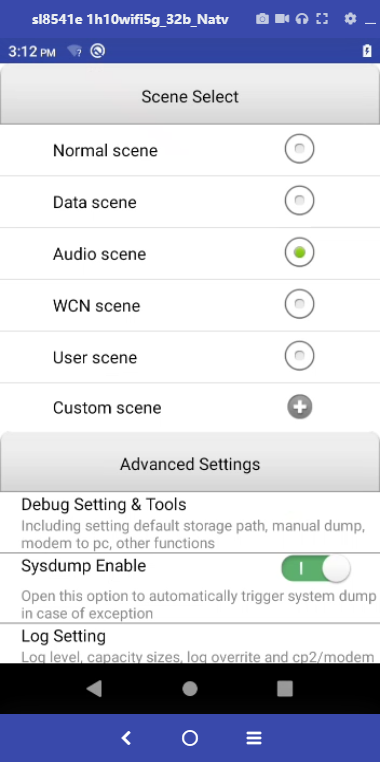 sl8541e 1h10wifi5g_32b_Natv
3:12 PM
Scene Select
Normal scene
Data scene
Audio scene
WCN scene
User scene
Custom scene
Advanced Settings
Debug Setting & Tools
Including setting default storage path, manual dump,
modem to pc, other functions
Sysdump Enable
Open this option to automatically trigger system dump
in case of exception
Log Setting
Log level, capacity sizes, log overrite and cp2/modem